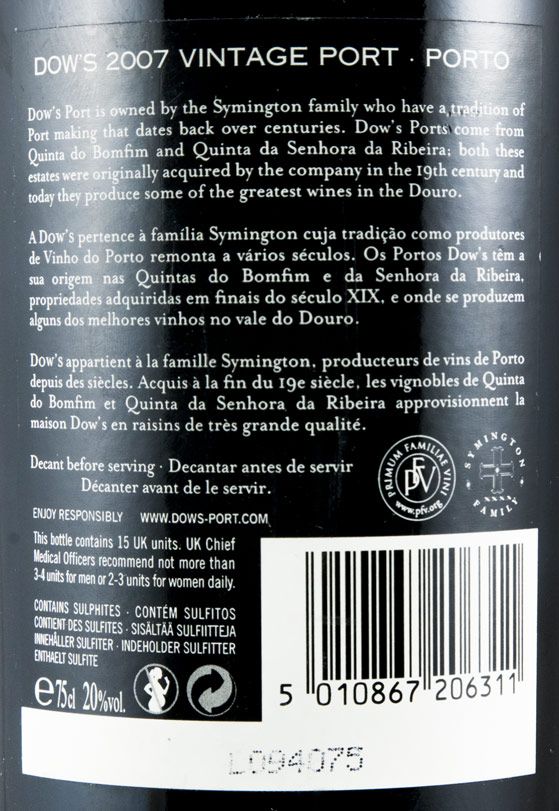 DOW'S 2007 VINTAGE PORT · PORTO
Dow's Port is owned by the Symington family who have a tradition of
Port making that dates back over centuries. Dow's Ports come from
Quinta do Bomfim and Quinta da Senhora da Ribeira; both these
estates were originally acquired by the company in the 19th century and
today they produce some of the greatest wines in the Douro.
A Dow's pertence à família Symington cuja tradição como produtores
de Vinho do Porto remonta a vários séculos. Os Portos Dow's têm a
sua origem nas Quintas do Bomfim e da Senhora da Ribeira,
propriedades adquiridas em finais do século XIX, e onde se produzem
alguns dos melhores vinhos no vale do Douro.
Dow's appartient à la famille Symington, producteurs de vins de Porto
depuis des siècles. Acquis à la fin du 19e siècle, les vignobles de Quinta
do Bomfim et Quinta da Senhora da Ribeira approvisionnent la
maison Dow's en raisins de très grande qualité.
Decant before serving · Decantar antes de servir
Décanter avant de le servir.
PRIMUM FAMILIAE VINI
PFV
www.pfv.org
SYMINGTON
FAMILY
ENJOY RESPONSIBLY WWW.DOWS-PORT.COM
This bottle contains 15 UK units. UK Chief
Medical Officers recommend not more than
3-4 units for men or 2-3 units for women daily.
CONTAINS SULPHITES · CONTÉM SULFITOS
CONTIENT DES SULFITES · SISÄLTÄÄ SULFIITTEJA
INNEHÅLLER SULFITER · INDEHOLDER SULFITTER
ENTHAELT SULFITE
e 75cl 20%vol.
5 010867 206311
L094075